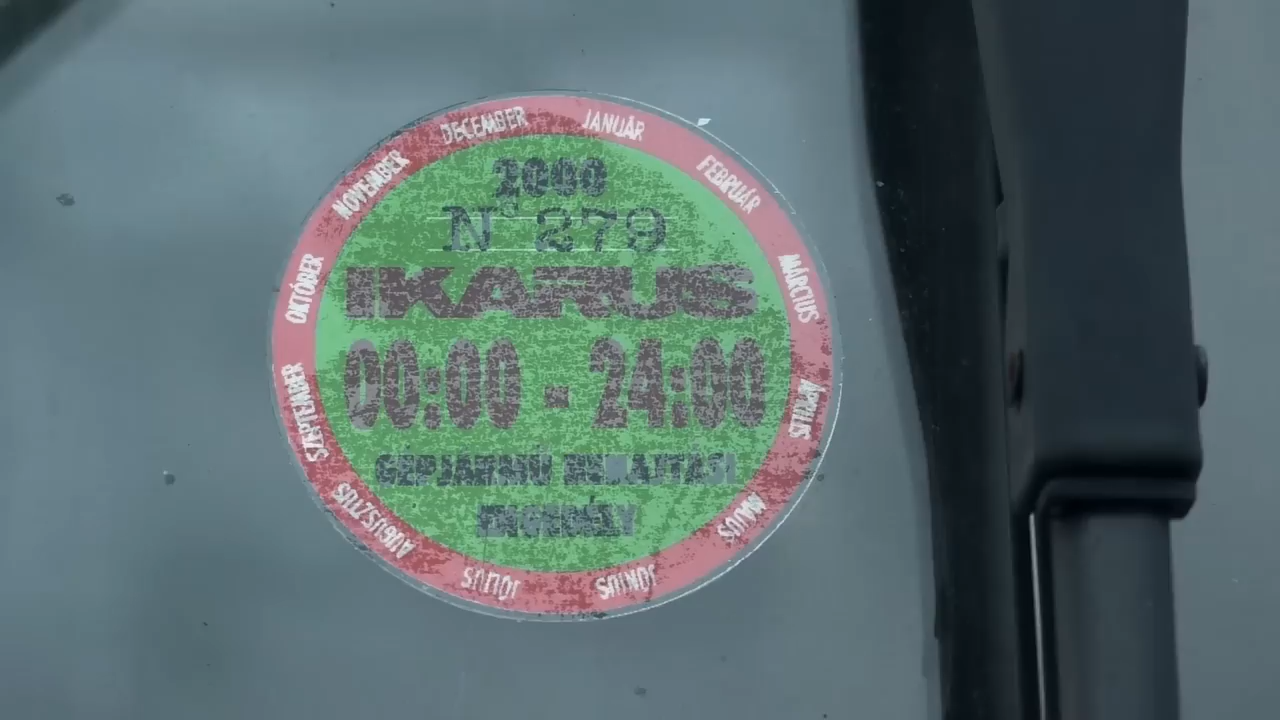 JANUÁR
FEBRUÁR
MÁRCIUS
ÁPRILIS
MÁJUS
JÚNIUS
JÚLIUS
AUGUSZTUS
SZEPTEMBER
OKTÓBER
NOVEMBER
DECEMBER
2000
Nº 279
IKARUS
00:00 - 24:00
GÉPJÁRMŰ BEHAJTÁSI
ENGEDÉLY